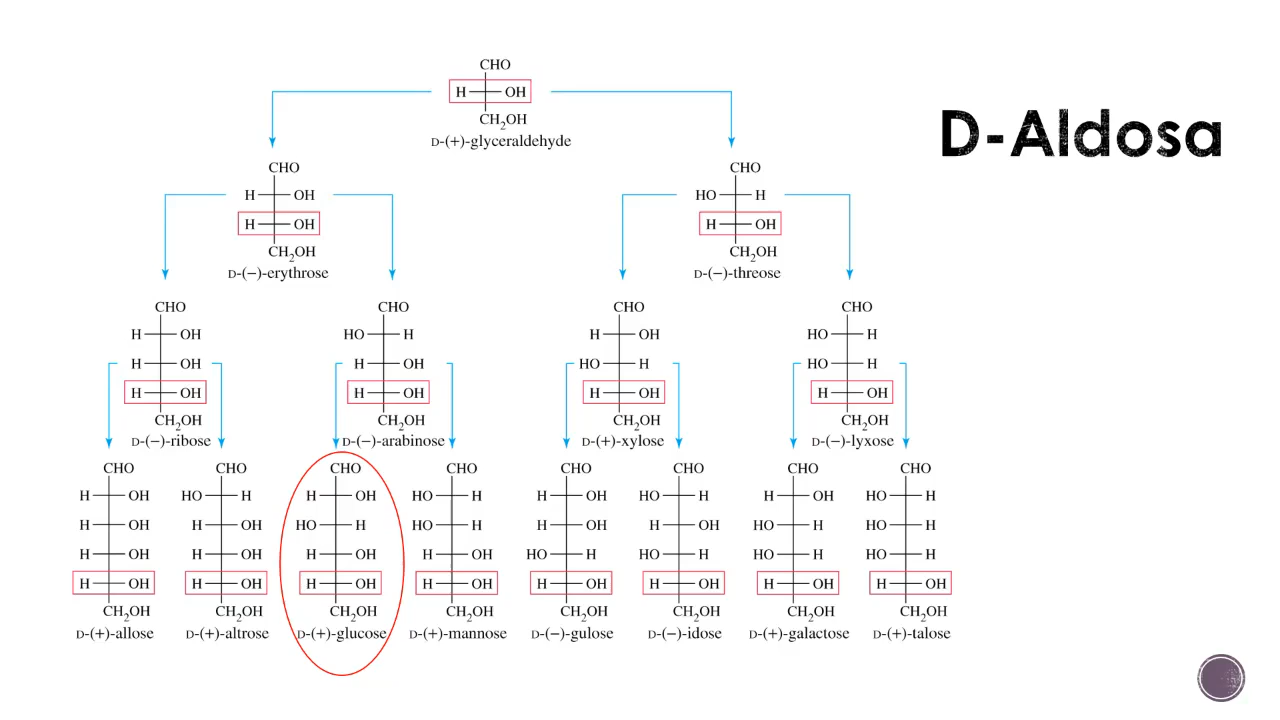 D-Aldosa
CHO
H OH
CH2OH
D-(+)-glyceraldehyde
CHO
H OH
H OH
CH2OH
D-(−)-erythrose
CHO
HO H
H OH
CH2OH
D-(−)-threose
CHO
H OH
H OH
H OH
CH2OH
D-(−)-ribose
CHO
HO H
H OH
H OH
CH2OH
D-(−)-arabinose
CHO
H OH
HO H
H OH
CH2OH
D-(+)-xylose
CHO
HO H
HO H
H OH
CH2OH
D-(−)-lyxose
CHO
H OH
H OH
H OH
H OH
CH2OH
D-(+)-allose
CHO
HO H
H OH
H OH
H OH
CH2OH
D-(+)-altrose
CHO
H OH
HO H
H OH
H OH
CH2OH
D-(+)-glucose
CHO
HO H
HO H
H OH
H OH
CH2OH
D-(+)-mannose
CHO
H OH
H OH
HO H
H OH
CH2OH
D-(−)-gulose
CHO
HO H
H OH
HO H
H OH
CH2OH
D-(−)-idose
CHO
H OH
HO H
HO H
H OH
CH2OH
D-(+)-galactose
CHO
HO H
HO H
HO H
H OH
CH2OH
D-(+)-talose